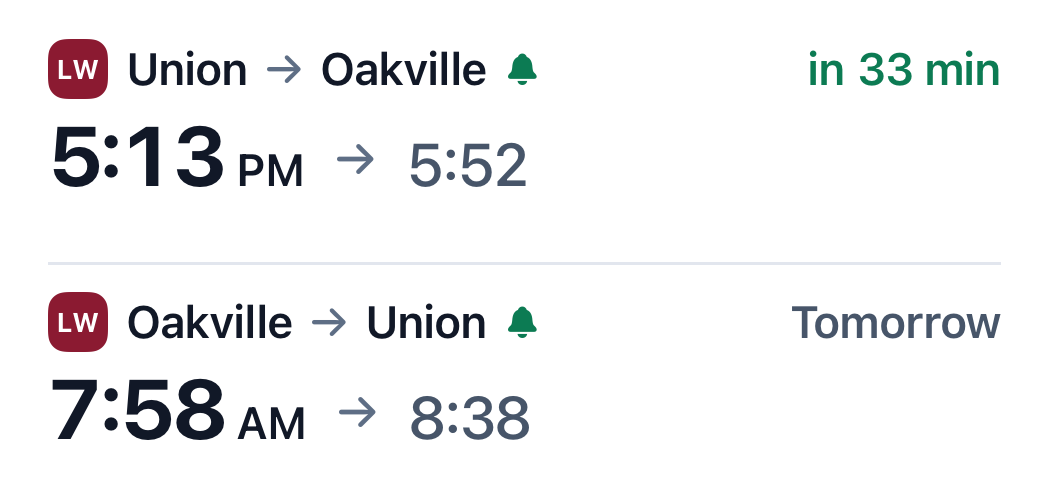 LW Union → Oakville in 33 min
5:13 PM → 5:52
LW Oakville → Union Tomorrow
7:58 AM → 8:38